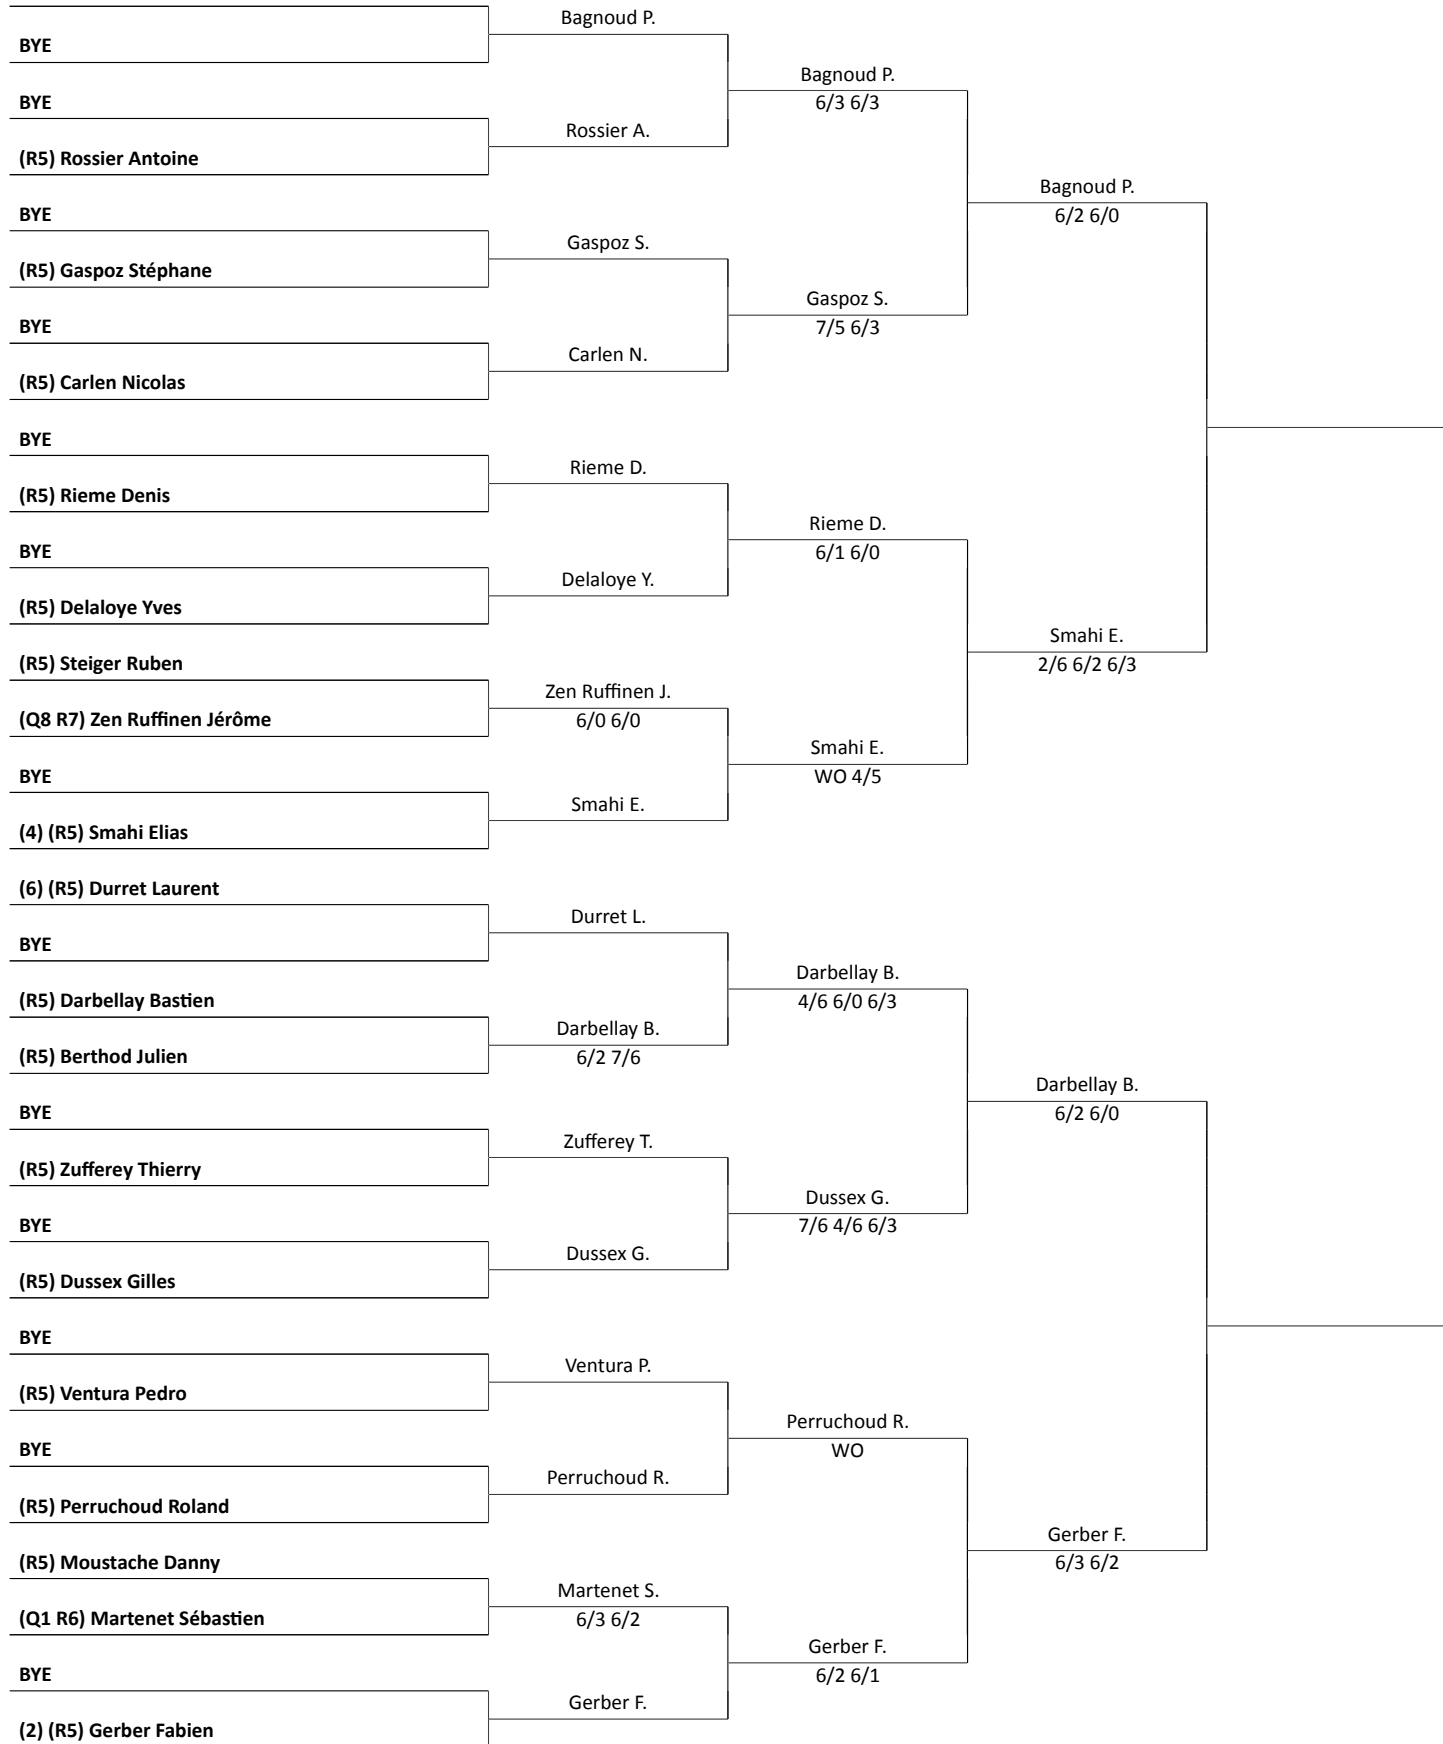 BYE
BYE
(R5) Rossier Antoine
BYE
(R5) Gaspoz Stéphane
BYE
(R5) Carlen Nicolas
BYE
(R5) Rieme Denis
BYE
(R5) Delaloye Yves
(R5) Steiger Ruben
(Q8 R7) Zen Ruffinen Jérôme
BYE
(4) (R5) Smahi Elias
(6) (R5) Durret Laurent
BYE
(R5) Darbellay Bastien
(R5) Berthod Julien
BYE
(R5) Zufferey Thierry
BYE
(R5) Dussex Gilles
BYE
(R5) Ventura Pedro
BYE
(R5) Perruchoud Roland
(R5) Moustache Danny
(Q1 R6) Martenet Sébastien
BYE
(2) (R5) Gerber Fabien
Bagnoud P.
Rossier A.
Gaspoz S.
Carlen N.
Rieme D.
Delaloye Y.
Zen Ruffinen J.
6/0 6/0
Smahi E.
Durret L.
Darbellay B.
6/2 7/6
Zufferey T.
Dussex G.
Ventura P.
Perruchoud R.
Martenet S.
6/3 6/2
Gerber F.
Bagnoud P.
6/3 6/3
Gaspoz S.
7/5 6/3
Rieme D.
6/1 6/0
Smahi E.
WO 4/5
Darbellay B.
4/6 6/0 6/3
Dussex G.
7/6 4/6 6/3
Perruchoud R.
WO
Gerber F.
6/2 6/1
Bagnoud P.
6/2 6/0
Smahi E.
2/6 6/2 6/3
Darbellay B.
6/2 6/0
Gerber F.
6/3 6/2